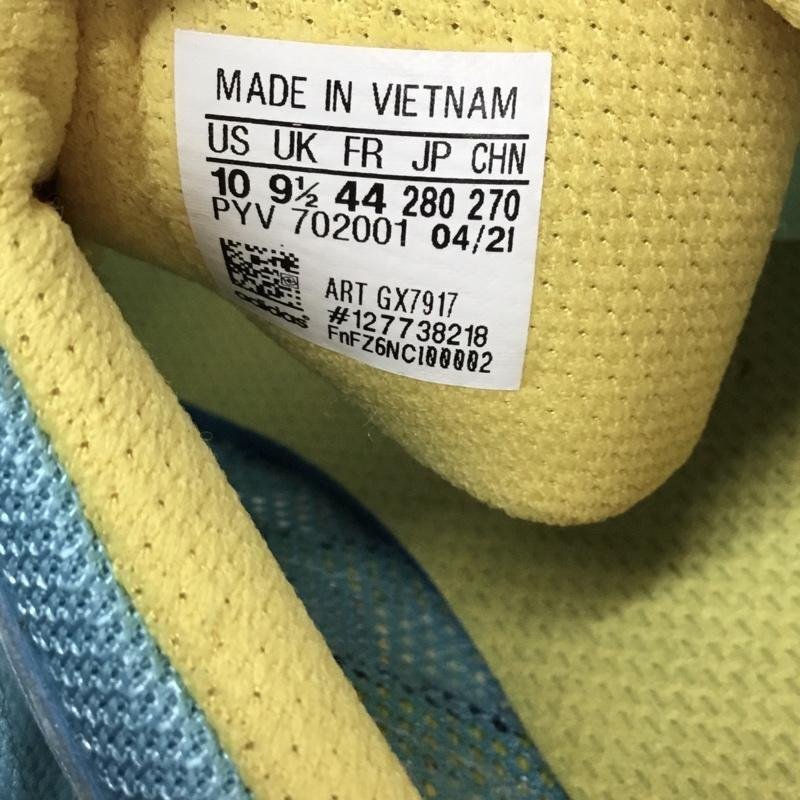 MADE IN VIETNAM
US UK FR JP CHN
10 9½ 44 280 270
PYV 702001 04/21
ART GX7917
adidas
#127738218
FnFZ6NCI00002